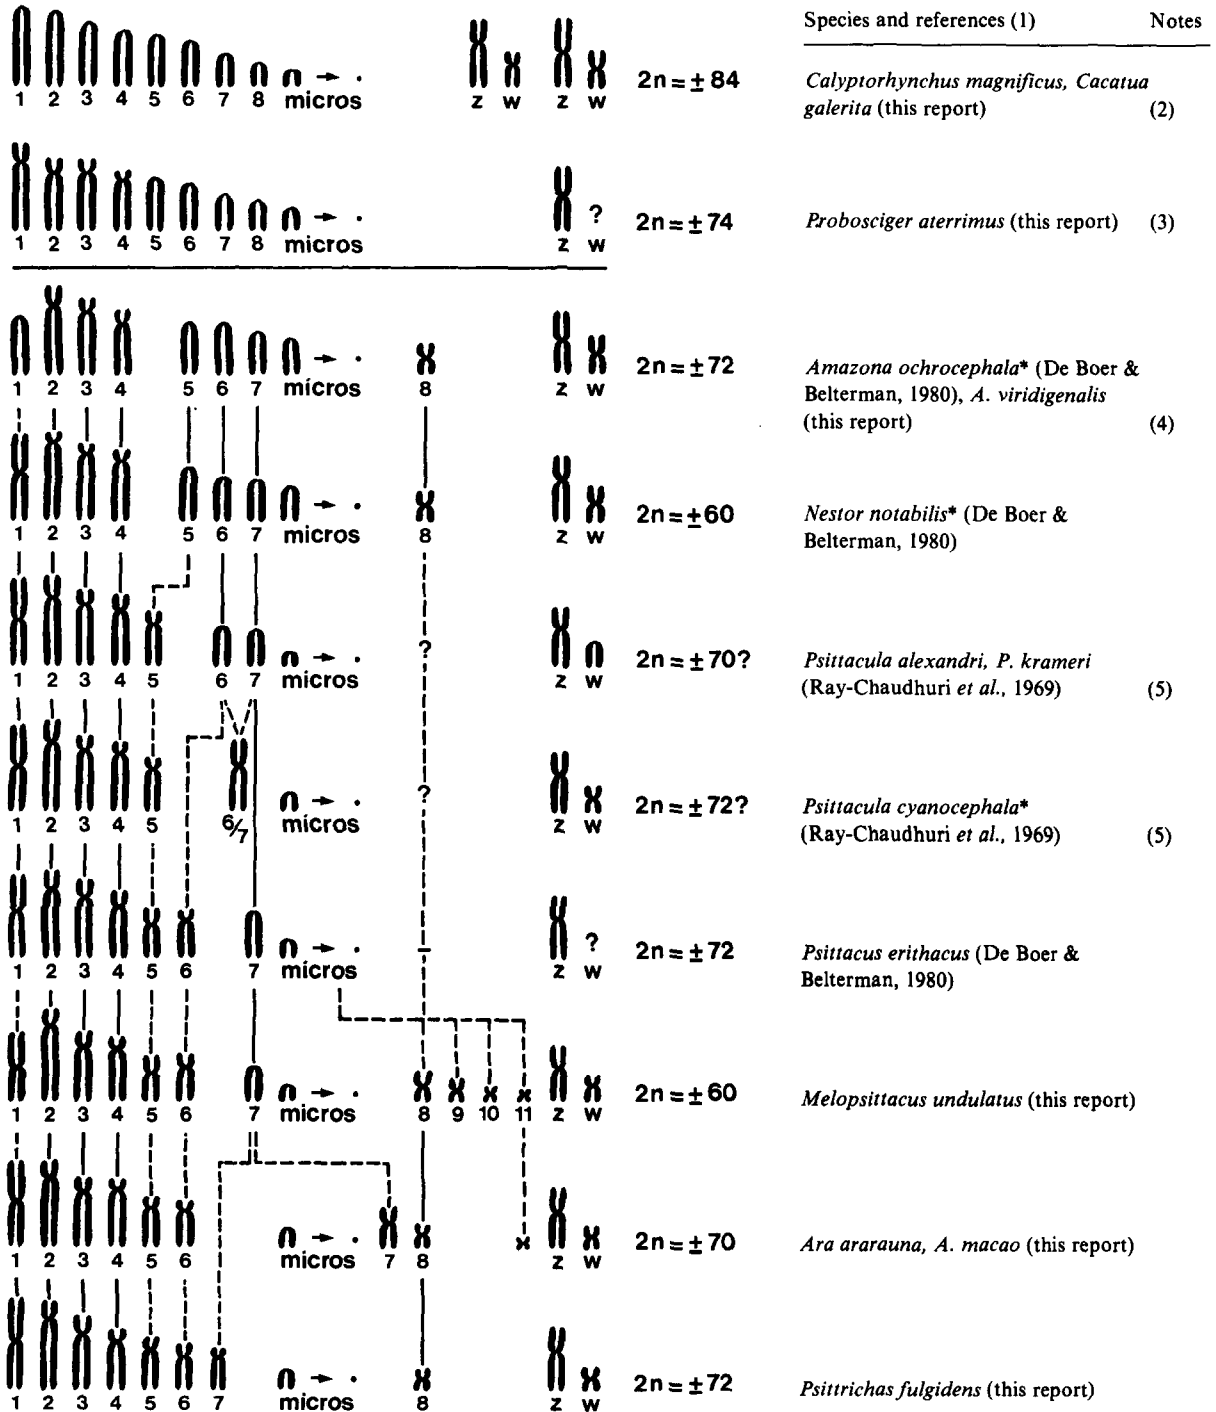 Species and references (1) Notes
1 2 3 4 5 6 7 8 micros z w z w 2n = ± 84
Calyptorhynchus magnificus, Cacatua
galerita (this report) (2)
1 2 3 4 5 6 7 8 micros z ? w 2n = ± 74 Probosciger aterrimus (this report) (3)
1 2 3 4 5 6 7 micros 8 z w 2n = ± 72
Amazona ochrocephala* (De Boer &
Belterman, 1980), A. viridigenalis
(this report) (4)
1 2 3 4 5 6 7 micros 8 z w 2n = ± 60
Nestor notabilis* (De Boer &
Belterman, 1980)
1 2 3 4 5 6 7 micros ? z w 2n = ± 70?
Psittacula alexandri, P. krameri
(Ray-Chaudhuri et al., 1969) (5)
1 2 3 4 5 6/7 micros ? z w 2n = ± 72?
Psittacula cyanocephala*
(Ray-Chaudhuri et al., 1969) (5)
1 2 3 4 5 6 7 micros – z ? w 2n = ± 72
Psittacus erithacus (De Boer &
Belterman, 1980)
1 2 3 4 5 6 7 micros 8 9 10 11 z w 2n = ± 60 Melopsittacus undulatus (this report)
1 2 3 4 5 6 micros 7 8 z w 2n = ± 70 Ara ararauna, A. macao (this report)
1 2 3 4 5 6 7 micros 8 z w 2n = ± 72 Psittrichas fulgidens (this report)